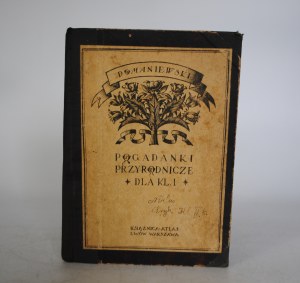 DOMANIEWSKI
POGADANKI
PRZYRODNICZE
DLA KL. I
KSIĄŻNICA-ATLAS
LWÓW WARSZAWA